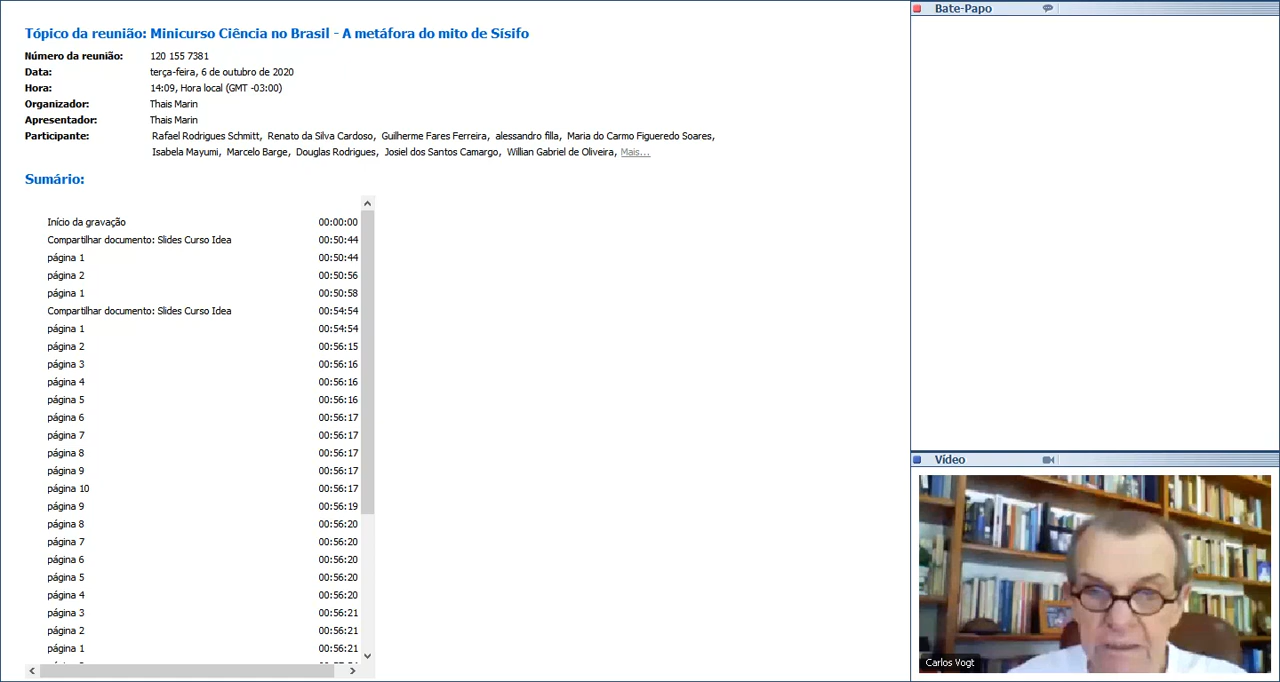 Tópico da reunião: Minicurso Ciência no Brasil - A metáfora do mito de Sísifo
Número da reunião: 120 155 7381
Data: terça-feira, 6 de outubro de 2020
Hora: 14:09, Hora local (GMT -03:00)
Organizador: Thais Marin
Apresentador: Thais Marin
Participante: Rafael Rodrigues Schmitt, Renato da Silva Cardoso, Guilherme Fares Ferreira, alessandro filla, Maria do Carmo Figueredo Soares,
Isabela Mayumi, Marcelo Barge, Douglas Rodrigues, Josiel dos Santos Camargo, Willian Gabriel de Oliveira, Mais...
Sumário:
Início da gravação 00:00:00
Compartilhar documento: Slides Curso Idea 00:50:44
página 1 00:50:44
página 2 00:50:56
página 1 00:50:58
Compartilhar documento: Slides Curso Idea 00:54:54
página 1 00:54:54
página 2 00:56:15
página 3 00:56:16
página 4 00:56:16
página 5 00:56:16
página 6 00:56:17
página 7 00:56:17
página 8 00:56:17
página 9 00:56:17
página 10 00:56:17
página 9 00:56:19
página 8 00:56:20
página 7 00:56:20
página 6 00:56:20
página 5 00:56:20
página 4 00:56:20
página 3 00:56:21
página 2 00:56:21
página 1 00:56:21
Bate-Papo
Vídeo
Carlos Vogt